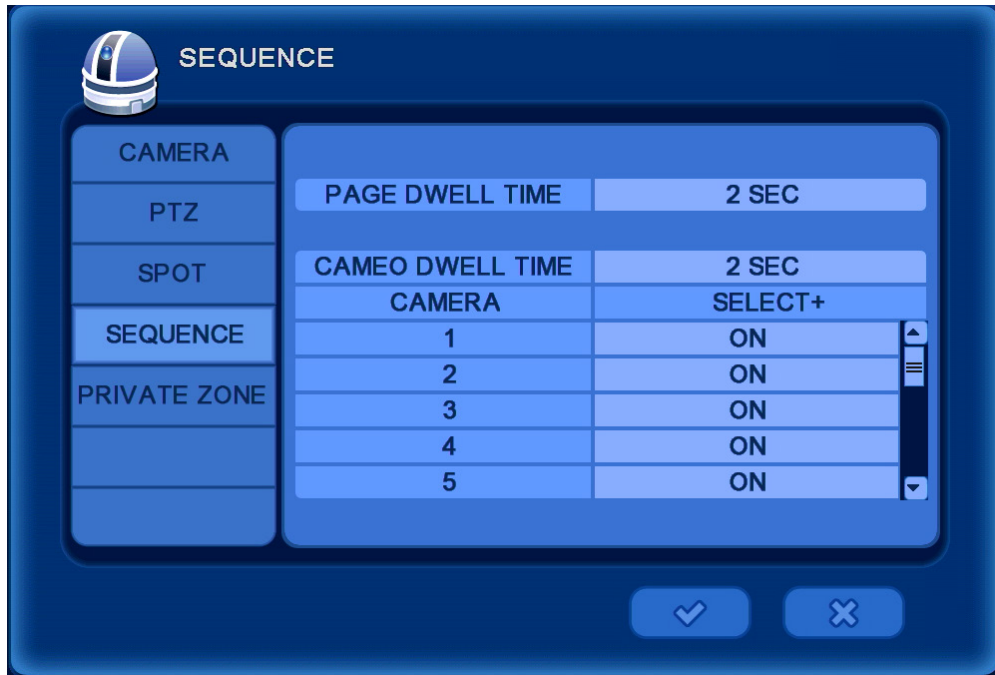 SEQUENCE
CAMERA
PTZ
SPOT
SEQUENCE
PRIVATE ZONE
PAGE DWELL TIME 2 SEC
CAMEO DWELL TIME 2 SEC
CAMERA SELECT+
1 ON
2 ON
3 ON
4 ON
5 ON